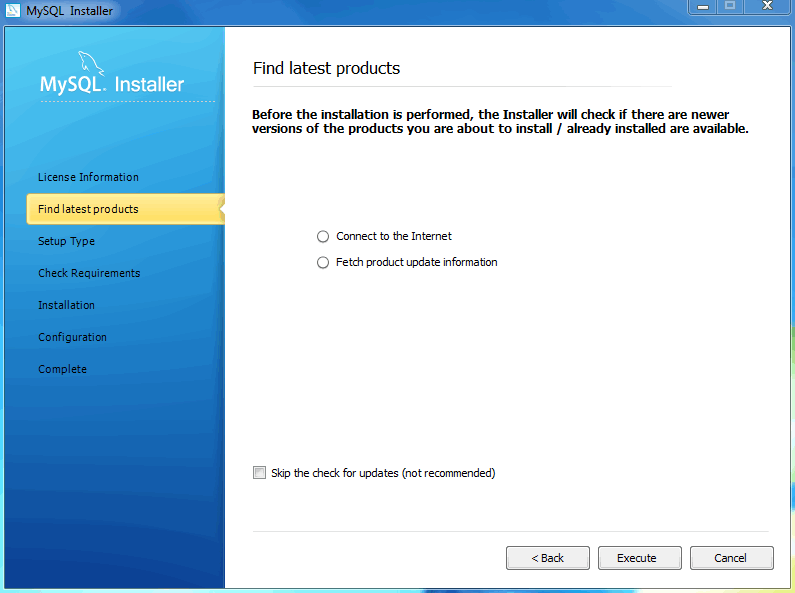 MySQL Installer
MySQL. Installer
License Information
Find latest products
Setup Type
Check Requirements
Installation
Configuration
Complete
Find latest products
Before the installation is performed, the Installer will check if there are newer
versions of the products you are about to install / already installed are available.
Connect to the Internet
Fetch product update information
Skip the check for updates (not recommended)
< Back
Execute
Cancel